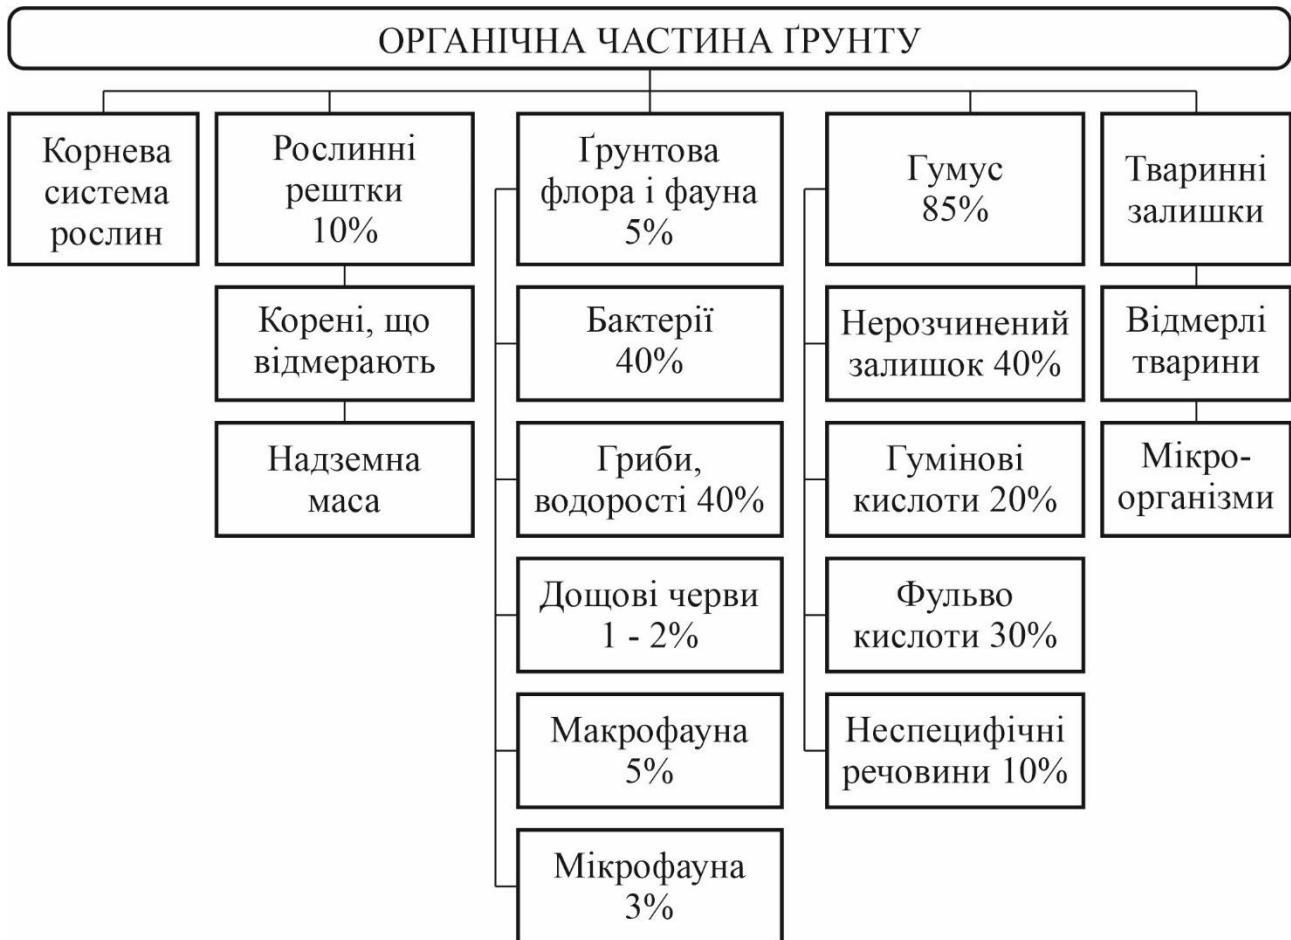 ОРГАНІЧНА ЧАСТИНА ҐРУНТУ
Корнева
система
рослин
Рослинні
рештки
10%
Корені, що
відмерають
Надземна
маса
Ґрунтова
флора і фауна
5%
Бактерії
40%
Гриби,
водорості 40%
Дощові черви
1 - 2%
Макрофауна
5%
Мікрофауна
3%
Гумус
85%
Нерозчинений
залишок 40%
Гумінові
кислоти 20%
Фульво
кислоти 30%
Неспецифічні
речовини 10%
Тваринні
залишки
Відмерлі
тварини
Мікро-
організми